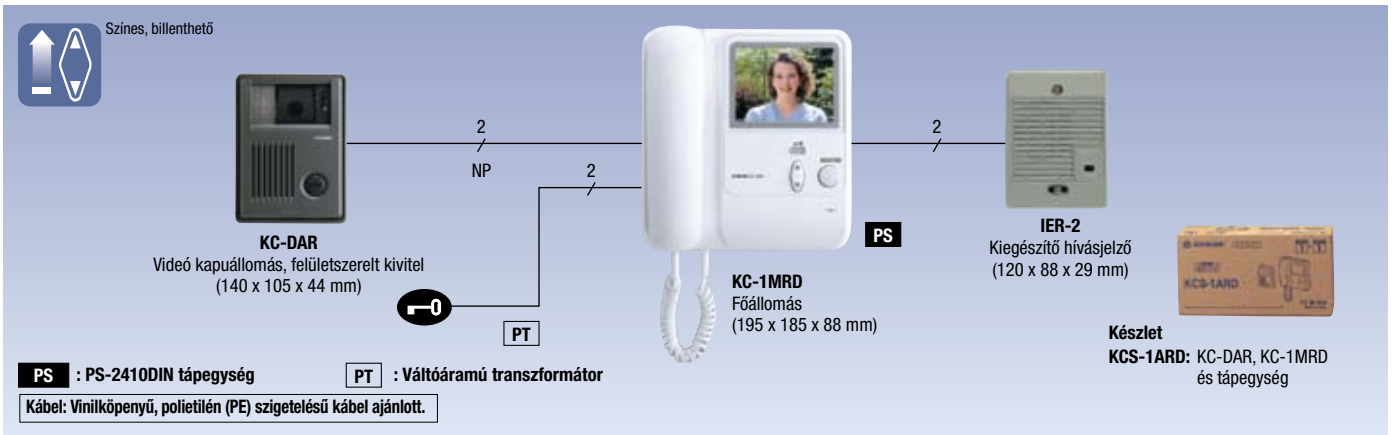 Színes, billenthető
2
NP
2
2
PS
KC-DAR
Videó kapuállomás, felületszerelt kivitel
(140 x 105 x 44 mm)
PT
KC-1MRD
Főállomás
(195 x 185 x 88 mm)
IER-2
Kiegészítő hívásjelző
(120 x 88 x 29 mm)
KCS-1ARD
Készlet
KCS-1ARD: KC-DAR, KC-1MRD
és tápegység
PS : PS-2410DIN tápegység
PT : Váltóáramú transzformátor
Kábel: Vinilköpenyű, polietilén (PE) szigetelésű kábel ajánlott.